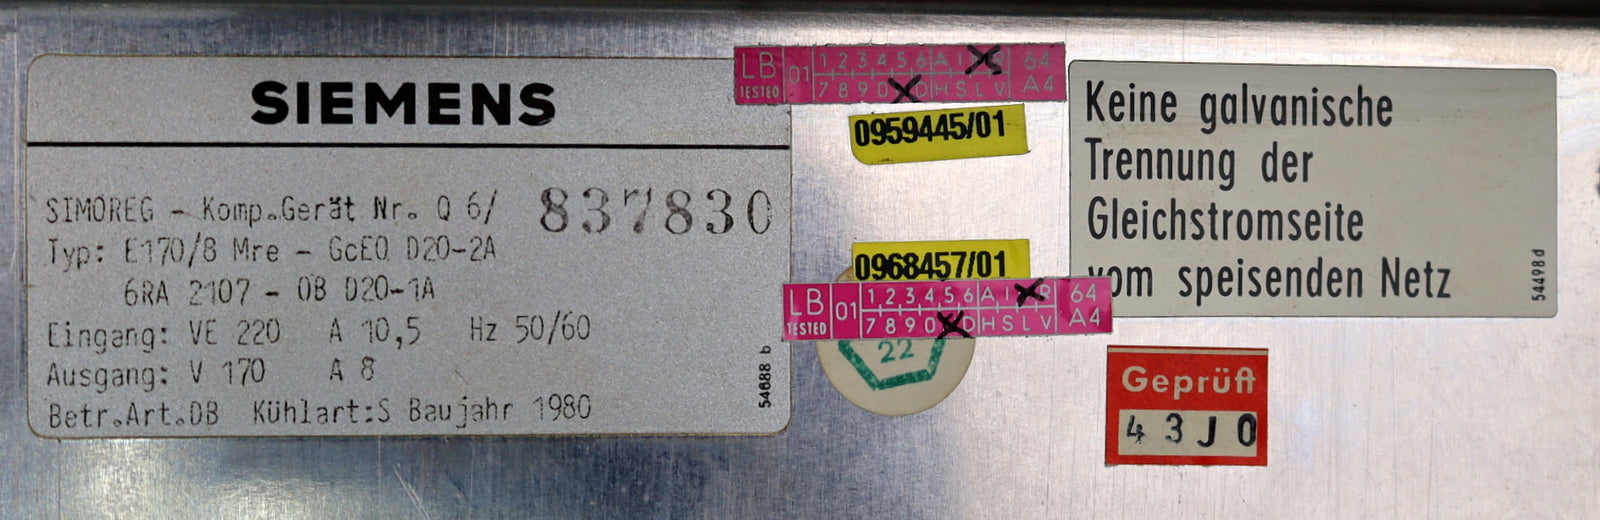 SIEMENS
SIMOREG - Komp.Gerät Nr. Q 6/ 837830
Typ: E170/8 Mre - GcEQ D20-2A
6RA 2107 - 0B D20-1A
Eingang: VE 220 A 10,5 Hz 50/60
Ausgang: V 170 A 8
Betr.Art.DB Kühlart:S Baujahr 1980
54688 b
LB TESTED 01
1 2 3 4 5 6 A I R 64
7 8 9 0 D H S L V A4
0959445/01
0968457/01
LB TESTED 01
1 2 3 4 5 6 A I R 64
7 8 9 0 D H S L V A4
22
Keine galvanische
Trennung der
Gleichstromseite
vom speisenden Netz
54498d
Geprüft
4 3 J 0